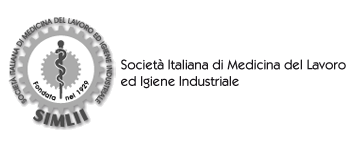 SOCIETÀ ITALIANA DI MEDICINA DEL LAVORO ED IGIENE INDUSTRIALE
Fondata nel 1929
SIMLII
Società Italiana di Medicina del Lavoro
ed Igiene Industriale